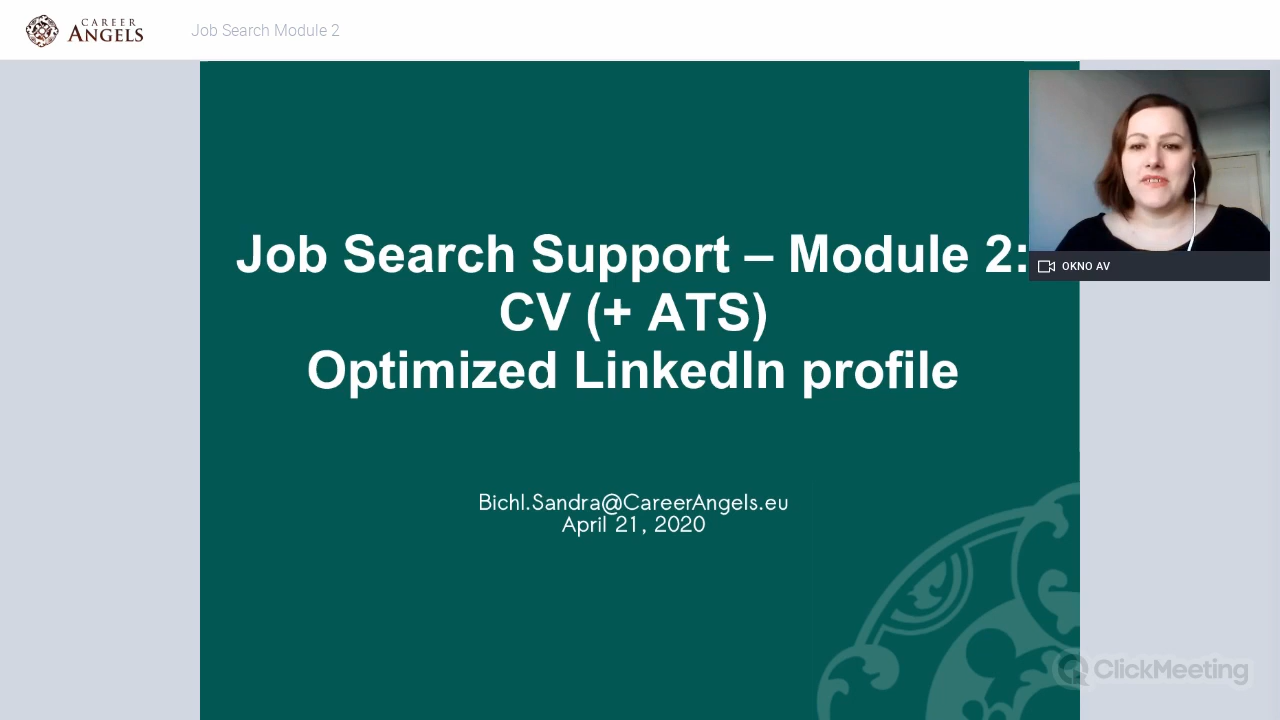 CAREER
ANGELS
Job Search Module 2
Job Search Support – Module 2:
CV (+ ATS)
Optimized LinkedIn profile
OKNO AV
Bichl.Sandra@CareerAngels.eu
April 21, 2020
ClickMeeting